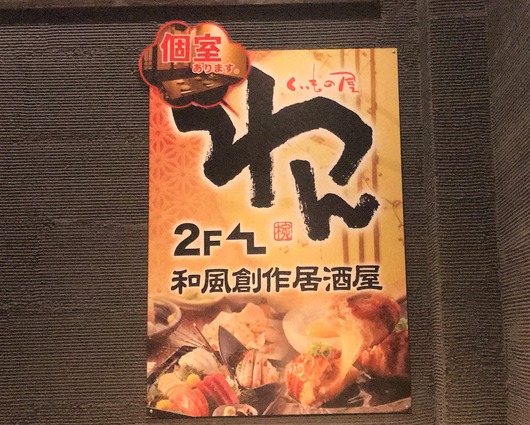 個室
あります。
くいもの屋
わん
椀
2F
和風創作居酒屋